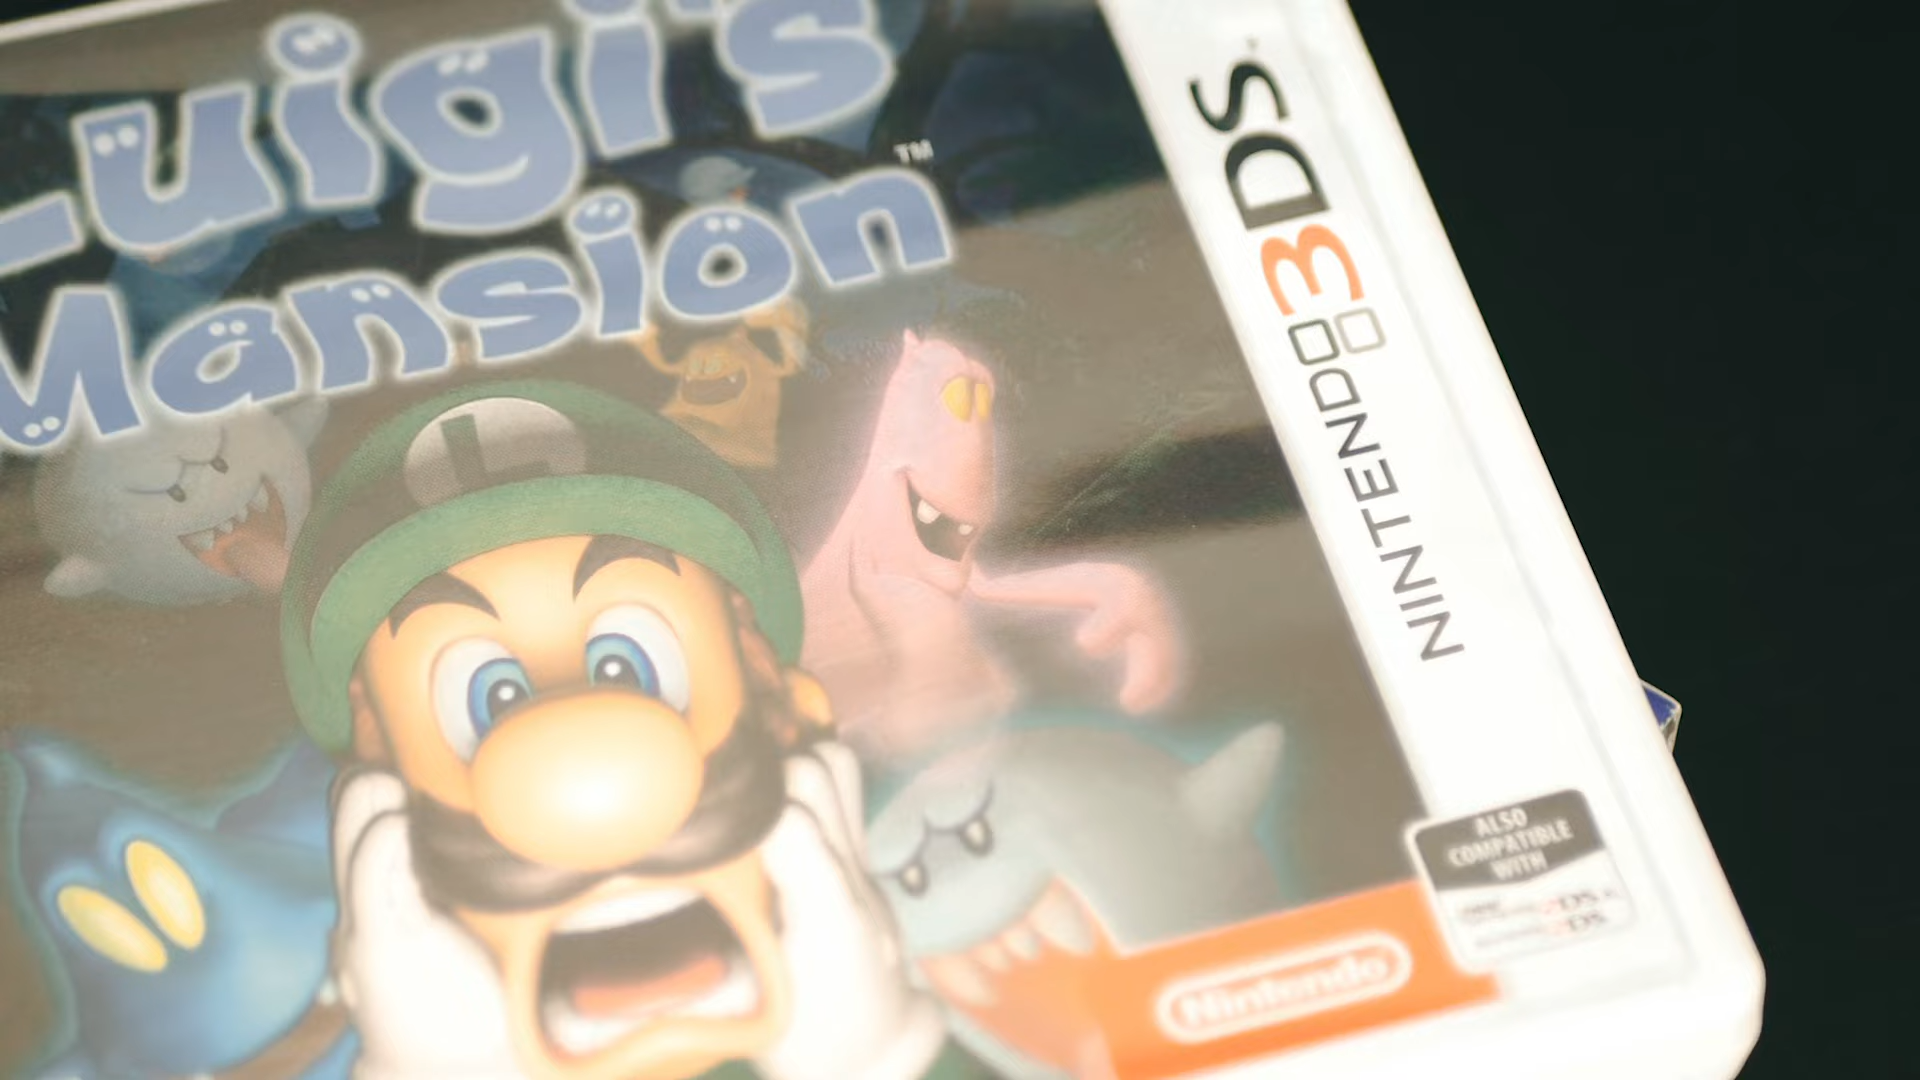 Luigi's
Mansion
TM
L
NINTENDO 3DS
ALSO
COMPATIBLE
WITH
Nintendo